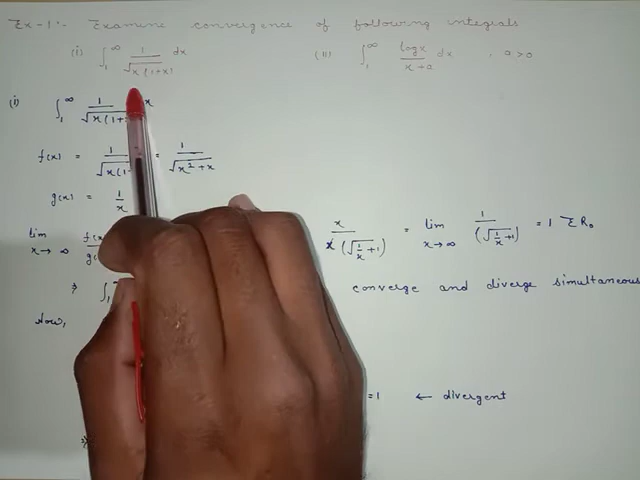 Ex-1:- Examine convergence of following integrals
(i) ∫₁^∞ 1/√(x(1+x)) dx (ii) ∫₁^∞ logx/(x+a) dx , a>0
(i) ∫₁^∞ 1/√(x(1+ x
f(x) = 1/√(x(1- = 1/√(x²+x)
g(x) = 1/x
lim x→∞ f(x g( x/(x(√(1/x+1))) = lim x→∞ 1/(√(1/x+1)) = 1 Σ R₀
⇒ ∫₁ converge and diverge simultaneous
Now,
=1 ← divergent